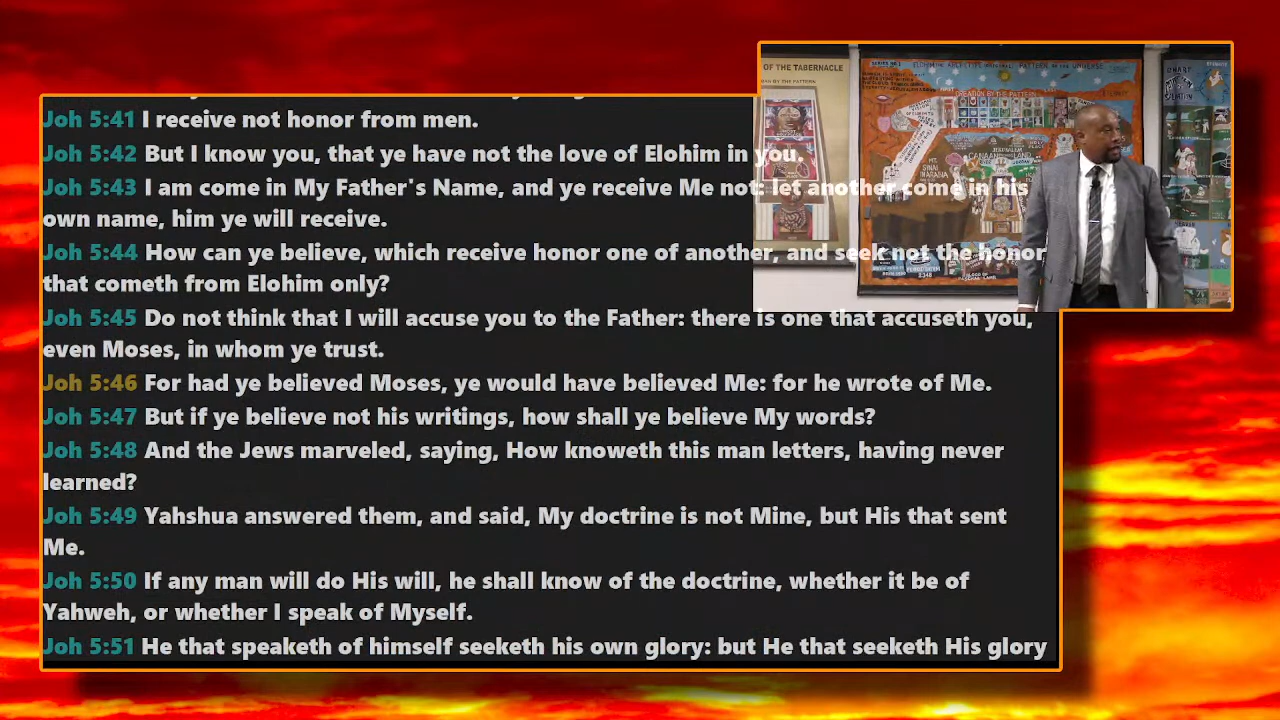 OF THE TABERNACLE
Joh 5:41 I receive not honor from men.
Joh 5:42 But I know you, that ye have not the love of Elohim in you.
Joh 5:43 I am come in My Father's Name, and ye receive Me not: let another come in his
own name, him ye will receive.
Joh 5:44 How can ye believe, which receive honor one of another, and seek not the honor
that cometh from Elohim only?
Joh 5:45 Do not think that I will accuse you to the Father: there is one that accuseth you,
even Moses, in whom ye trust.
Joh 5:46 For had ye believed Moses, ye would have believed Me: for he wrote of Me.
Joh 5:47 But if ye believe not his writings, how shall ye believe My words?
Joh 5:48 And the Jews marveled, saying, How knoweth this man letters, having never
learned?
Joh 5:49 Yahshua answered them, and said, My doctrine is not Mine, but His that sent
Me.
Joh 5:50 If any man will do His will, he shall know of the doctrine, whether it be of
Yahweh, or whether I speak of Myself.
Joh 5:51 He that speaketh of himself seeketh his own glory: but He that seeketh His glory